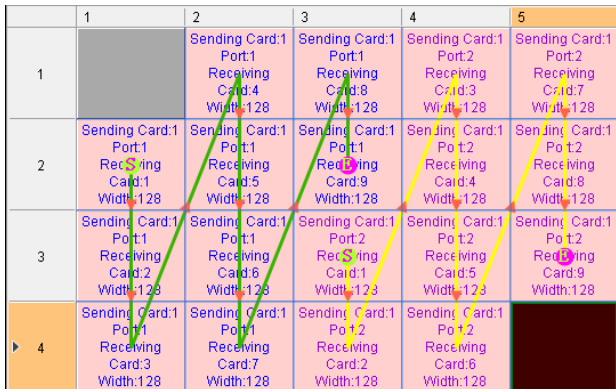 1 2 3 4 5
1
Sending Card:1
Port:1
Receiving
Card:4
Width:128
Sending Card:1
Port:1
Receiving
Card:8
Width:128
Sending Card:1
Port:2
Receiving
Card:3
Width:128
Sending Card:1
Port:2
Receiving
Card:7
Width:128
2
Sending Card:1
Port:1
Receiving
Card:1
Width:128
S
Sending Card:1
Port:1
Receiving
Card:5
Width:128
Sending Card:1
Port:1
Receiving
Card:9
Width:128
E
Sending Card:1
Port:2
Receiving
Card:4
Width:128
Sending Card:1
Port:2
Receiving
Card:8
Width:128
3
Sending Card:1
Port:1
Receiving
Card:2
Width:128
Sending Card:1
Port:1
Receiving
Card:6
Width:128
Sending Card:1
Port:2
Receiving
Card:1
Width:128
S
Sending Card:1
Port:2
Receiving
Card:5
Width:128
Sending Card:1
Port:2
Receiving
Card:9
Width:128
E
4
Sending Card:1
Port:1
Receiving
Card:3
Width:128
Sending Card:1
Port:1
Receiving
Card:7
Width:128
Sending Card:1
Port:2
Receiving
Card:2
Width:128
Sending Card:1
Port:2
Receiving
Card:6
Width:128